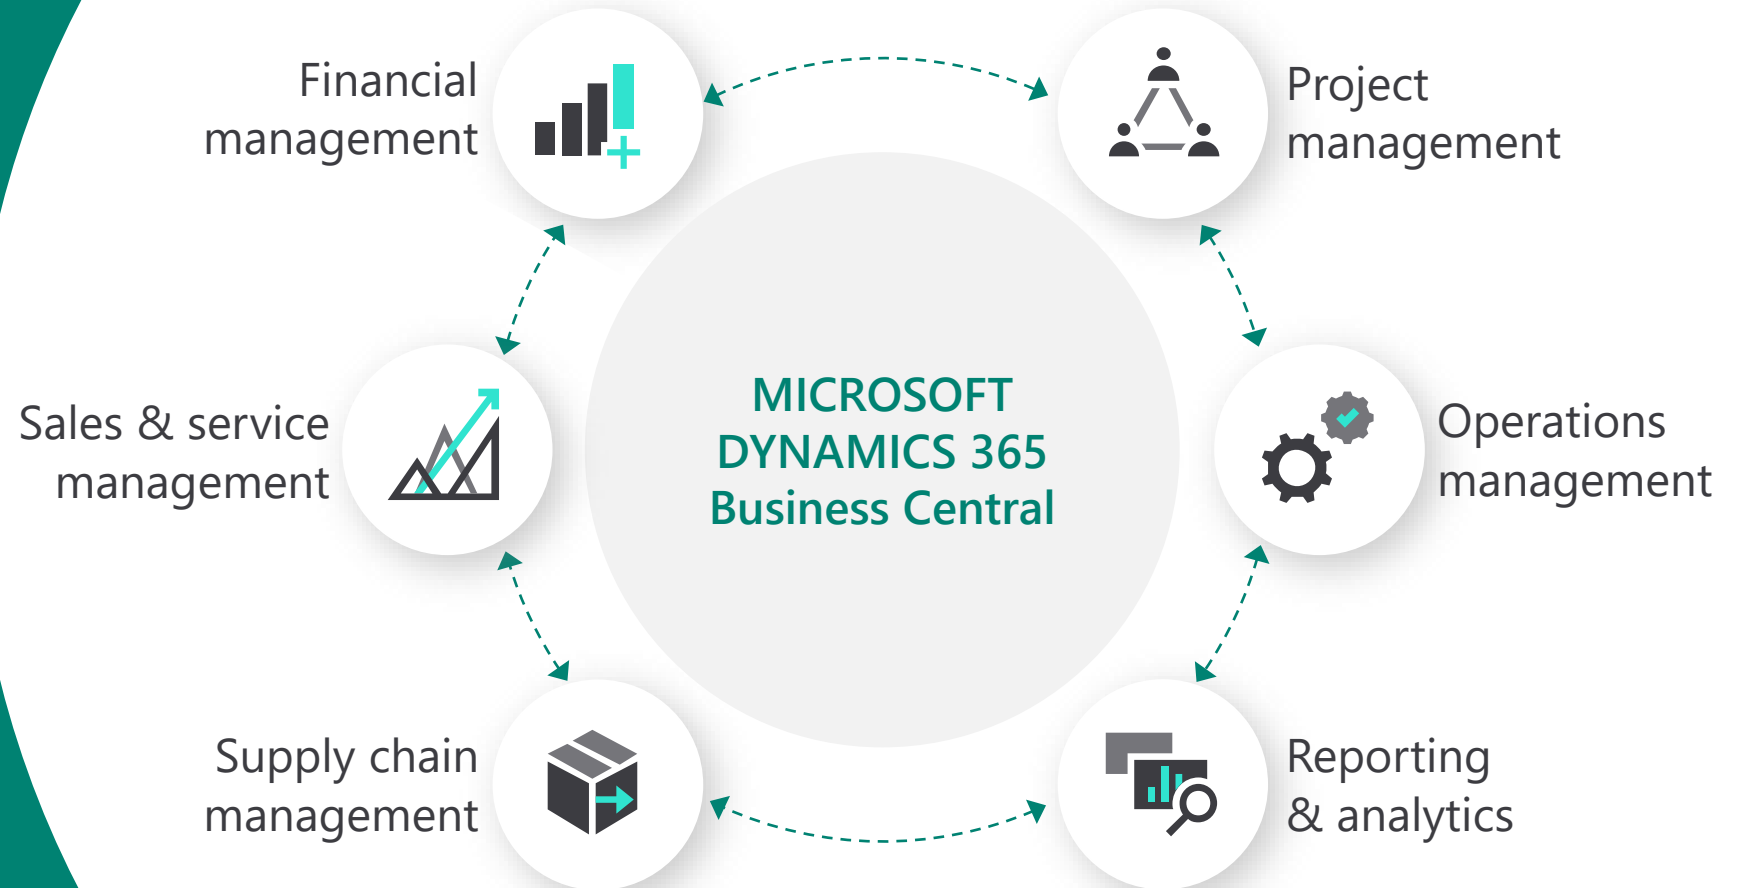 Financial
management
Project
management
Sales & service
management
MICROSOFT
DYNAMICS 365
Business Central
Operations
management
Supply chain
management
Reporting
& analytics